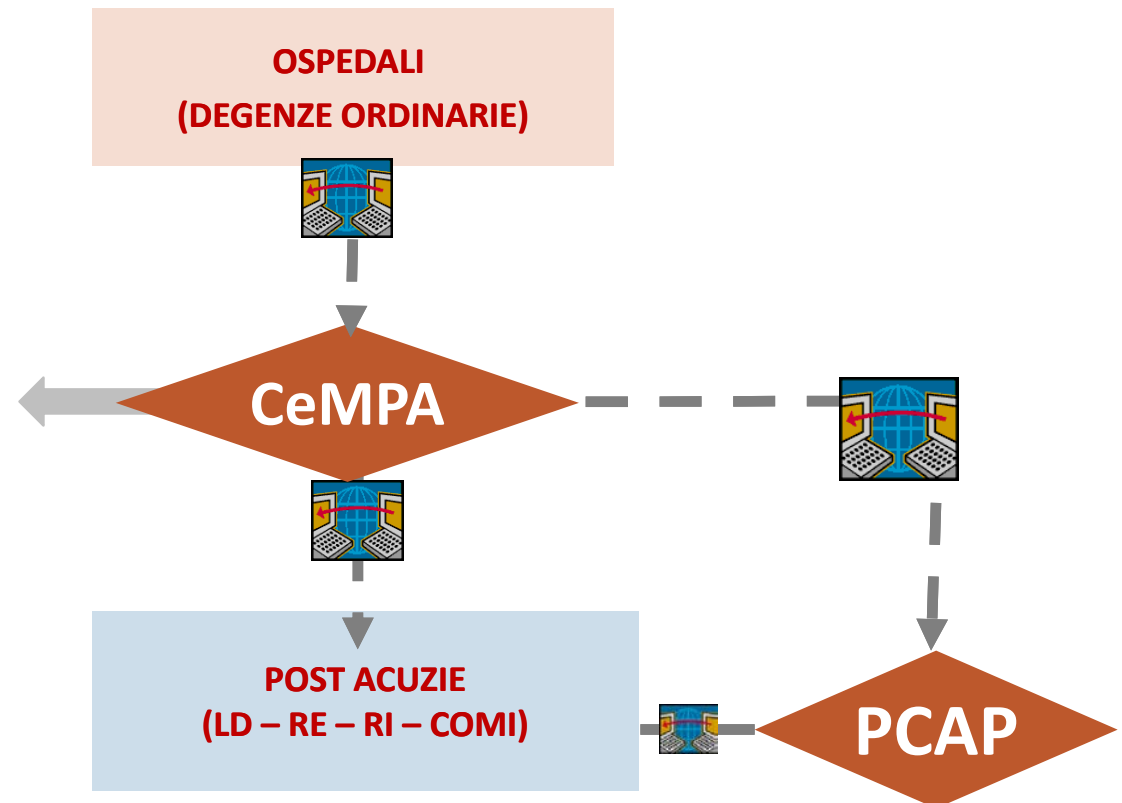 OSPEDALI
(DEGENZE ORDINARIE)
CeMPA
POST ACUZIE
(LD – RE – RI – COMI)
PCAP